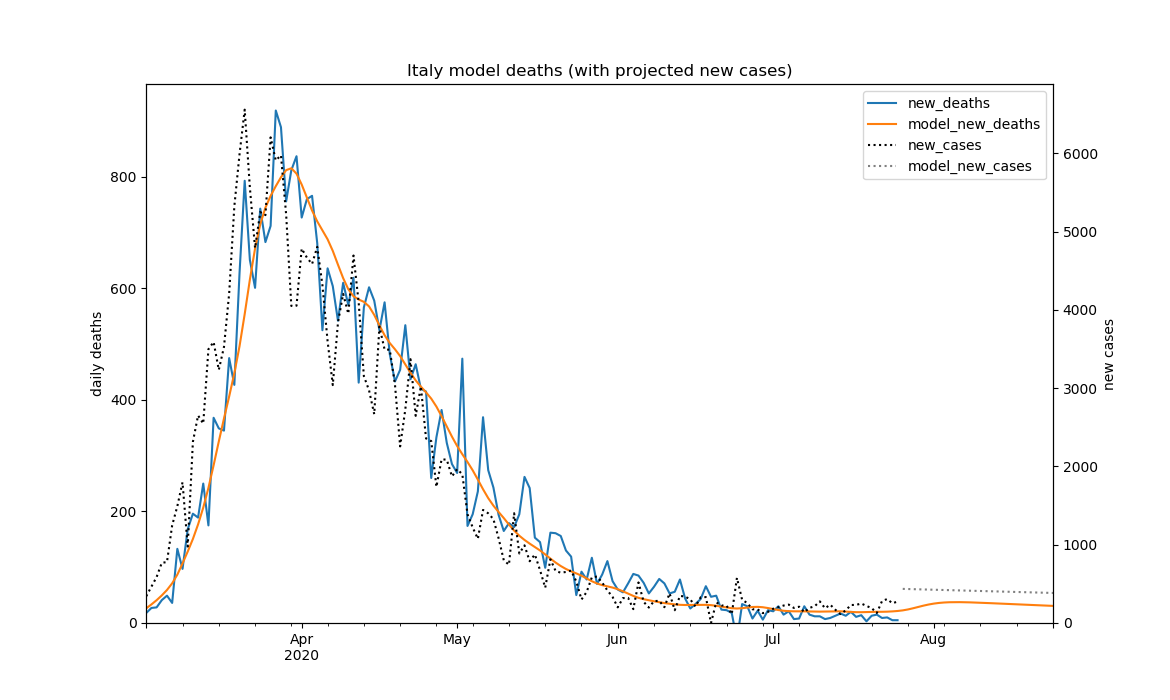 Italy model deaths (with projected new cases)
new_deaths
model_new_deaths
new_cases
model_new_cases
daily deaths
800
600
400
200
0
new cases
6000
5000
4000
3000
2000
1000
0
Apr
2020
May
Jun
Jul
Aug